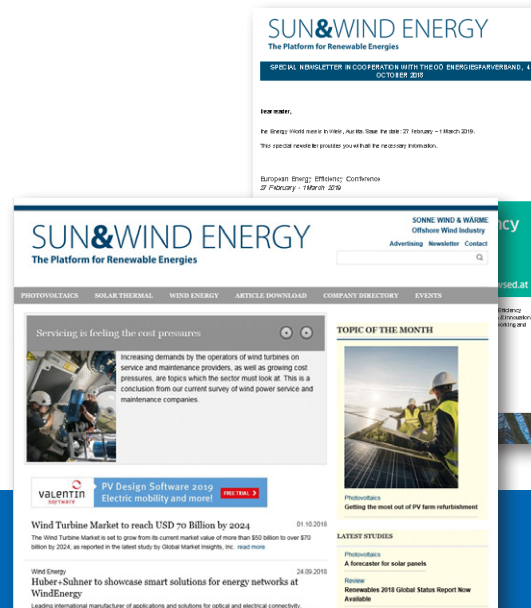 SUN&WIND ENERGY
The Platform for Renewable Energies
SPECIAL NEWSLETTER IN COOPERATION WITH THE OÖ ENERGIESPARVERBAND, 4
OCTOBER 2018
Dear reader,
the Energy World meets in Wels, Austria. Save the date: 27 February – 1 March 2019.
This special newsletter provides you with all the necessary information.
European Energy Efficiency Conference
27 February - 1 March 2019
SUN&WIND ENERGY
The Platform for Renewable Energies
SONNE WIND & WÄRME
Offshore Wind Industry
Advertising Newsletter Contact
PHOTOVOLTAICS SOLAR THERMAL WIND ENERGY ARTICLE DOWNLOAD COMPANY DIRECTORY EVENTS
Servicing is feeling the cost pressures
Increasing demands by the operators of wind turbines on
service and maintenance providers, as well as growing cost
pressures, are topics which the sector must look at. This is a
conclusion from our current survey of wind power service and
maintenance companies.
valentin
SOFTWARE
PV Design Software 2019
Electric mobility and more!
FREE TRIAL
Wind Turbine Market to reach USD 70 Billion by 2024 01.10.2018
The Wind Turbine Market is set to grow from its current market value of more than $50 billion to over $70
billion by 2024, as reported in the latest study by Global Market Insights, Inc. read more
Wind Energy 24.09.2018
Huber+Suhner to showcase smart solutions for energy networks at
WindEnergy
Leading international manufacturer of applications and solutions for optical and electrical connectivity,
TOPIC OF THE MONTH
Photovoltaics
Getting the most out of PV farm refurbishment
LATEST STUDIES
Photovoltaics
A forecaster for solar panels
Review
Renewables 2018 Global Status Report Now
Available
ncy
wsed.at
Efficiency
& Innovation
working and